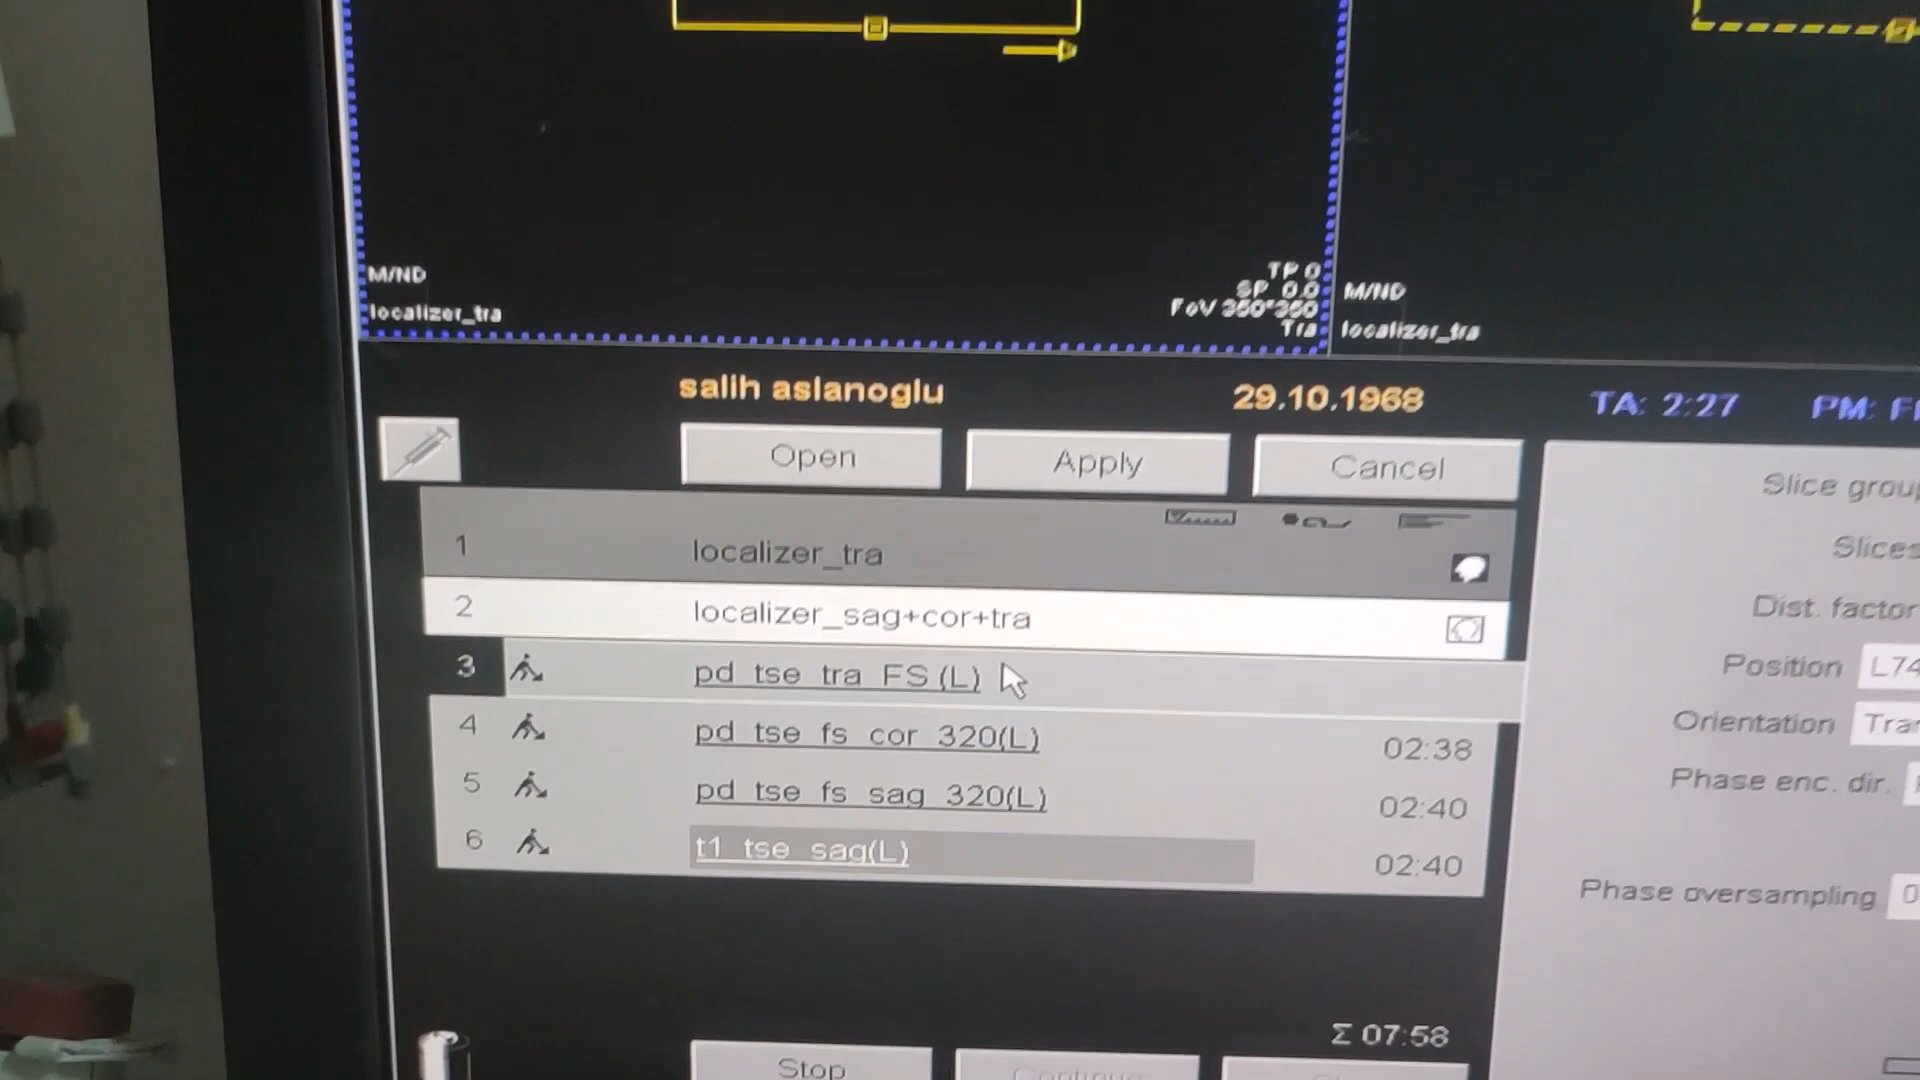 M/ND
localizer_tra
TP 0
SP 0.0
FoV 350*350
Tra
M/ND
localizer_tra
salih aslanoglu
29.10.1968
TA: 2:27
PM:
Open
Apply
Cancel
1 localizer_tra
2 localizer_sag+cor+tra
3 pd_tse_tra_FS (L)
4 pd_tse_fs_cor_320(L) 02:38
5 pd_tse_fs_sag_320(L) 02:40
6 t1_tse_sag(L) 02:40
Slice
Slices
Dist. factor
Position L74
Orientation
Phase enc. dir.
Phase oversampling 0
Σ 07:58
Stop